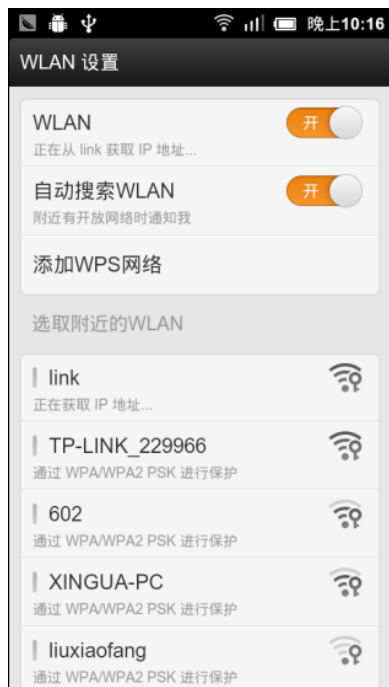 晚上10:16
WLAN 设置
WLAN
开
正在从 link 获取 IP 地址...
自动搜索WLAN
开
附近有开放网络时通知我
添加WPS网络
选取附近的WLAN
link
正在获取 IP 地址...
TP-LINK_229966
通过 WPA/WPA2 PSK 进行保护
602
通过 WPA/WPA2 PSK 进行保护
XINGUA-PC
通过 WPA/WPA2 PSK 进行保护
liuxiaofang
通过 WPA/WPA2 PSK 进行保护